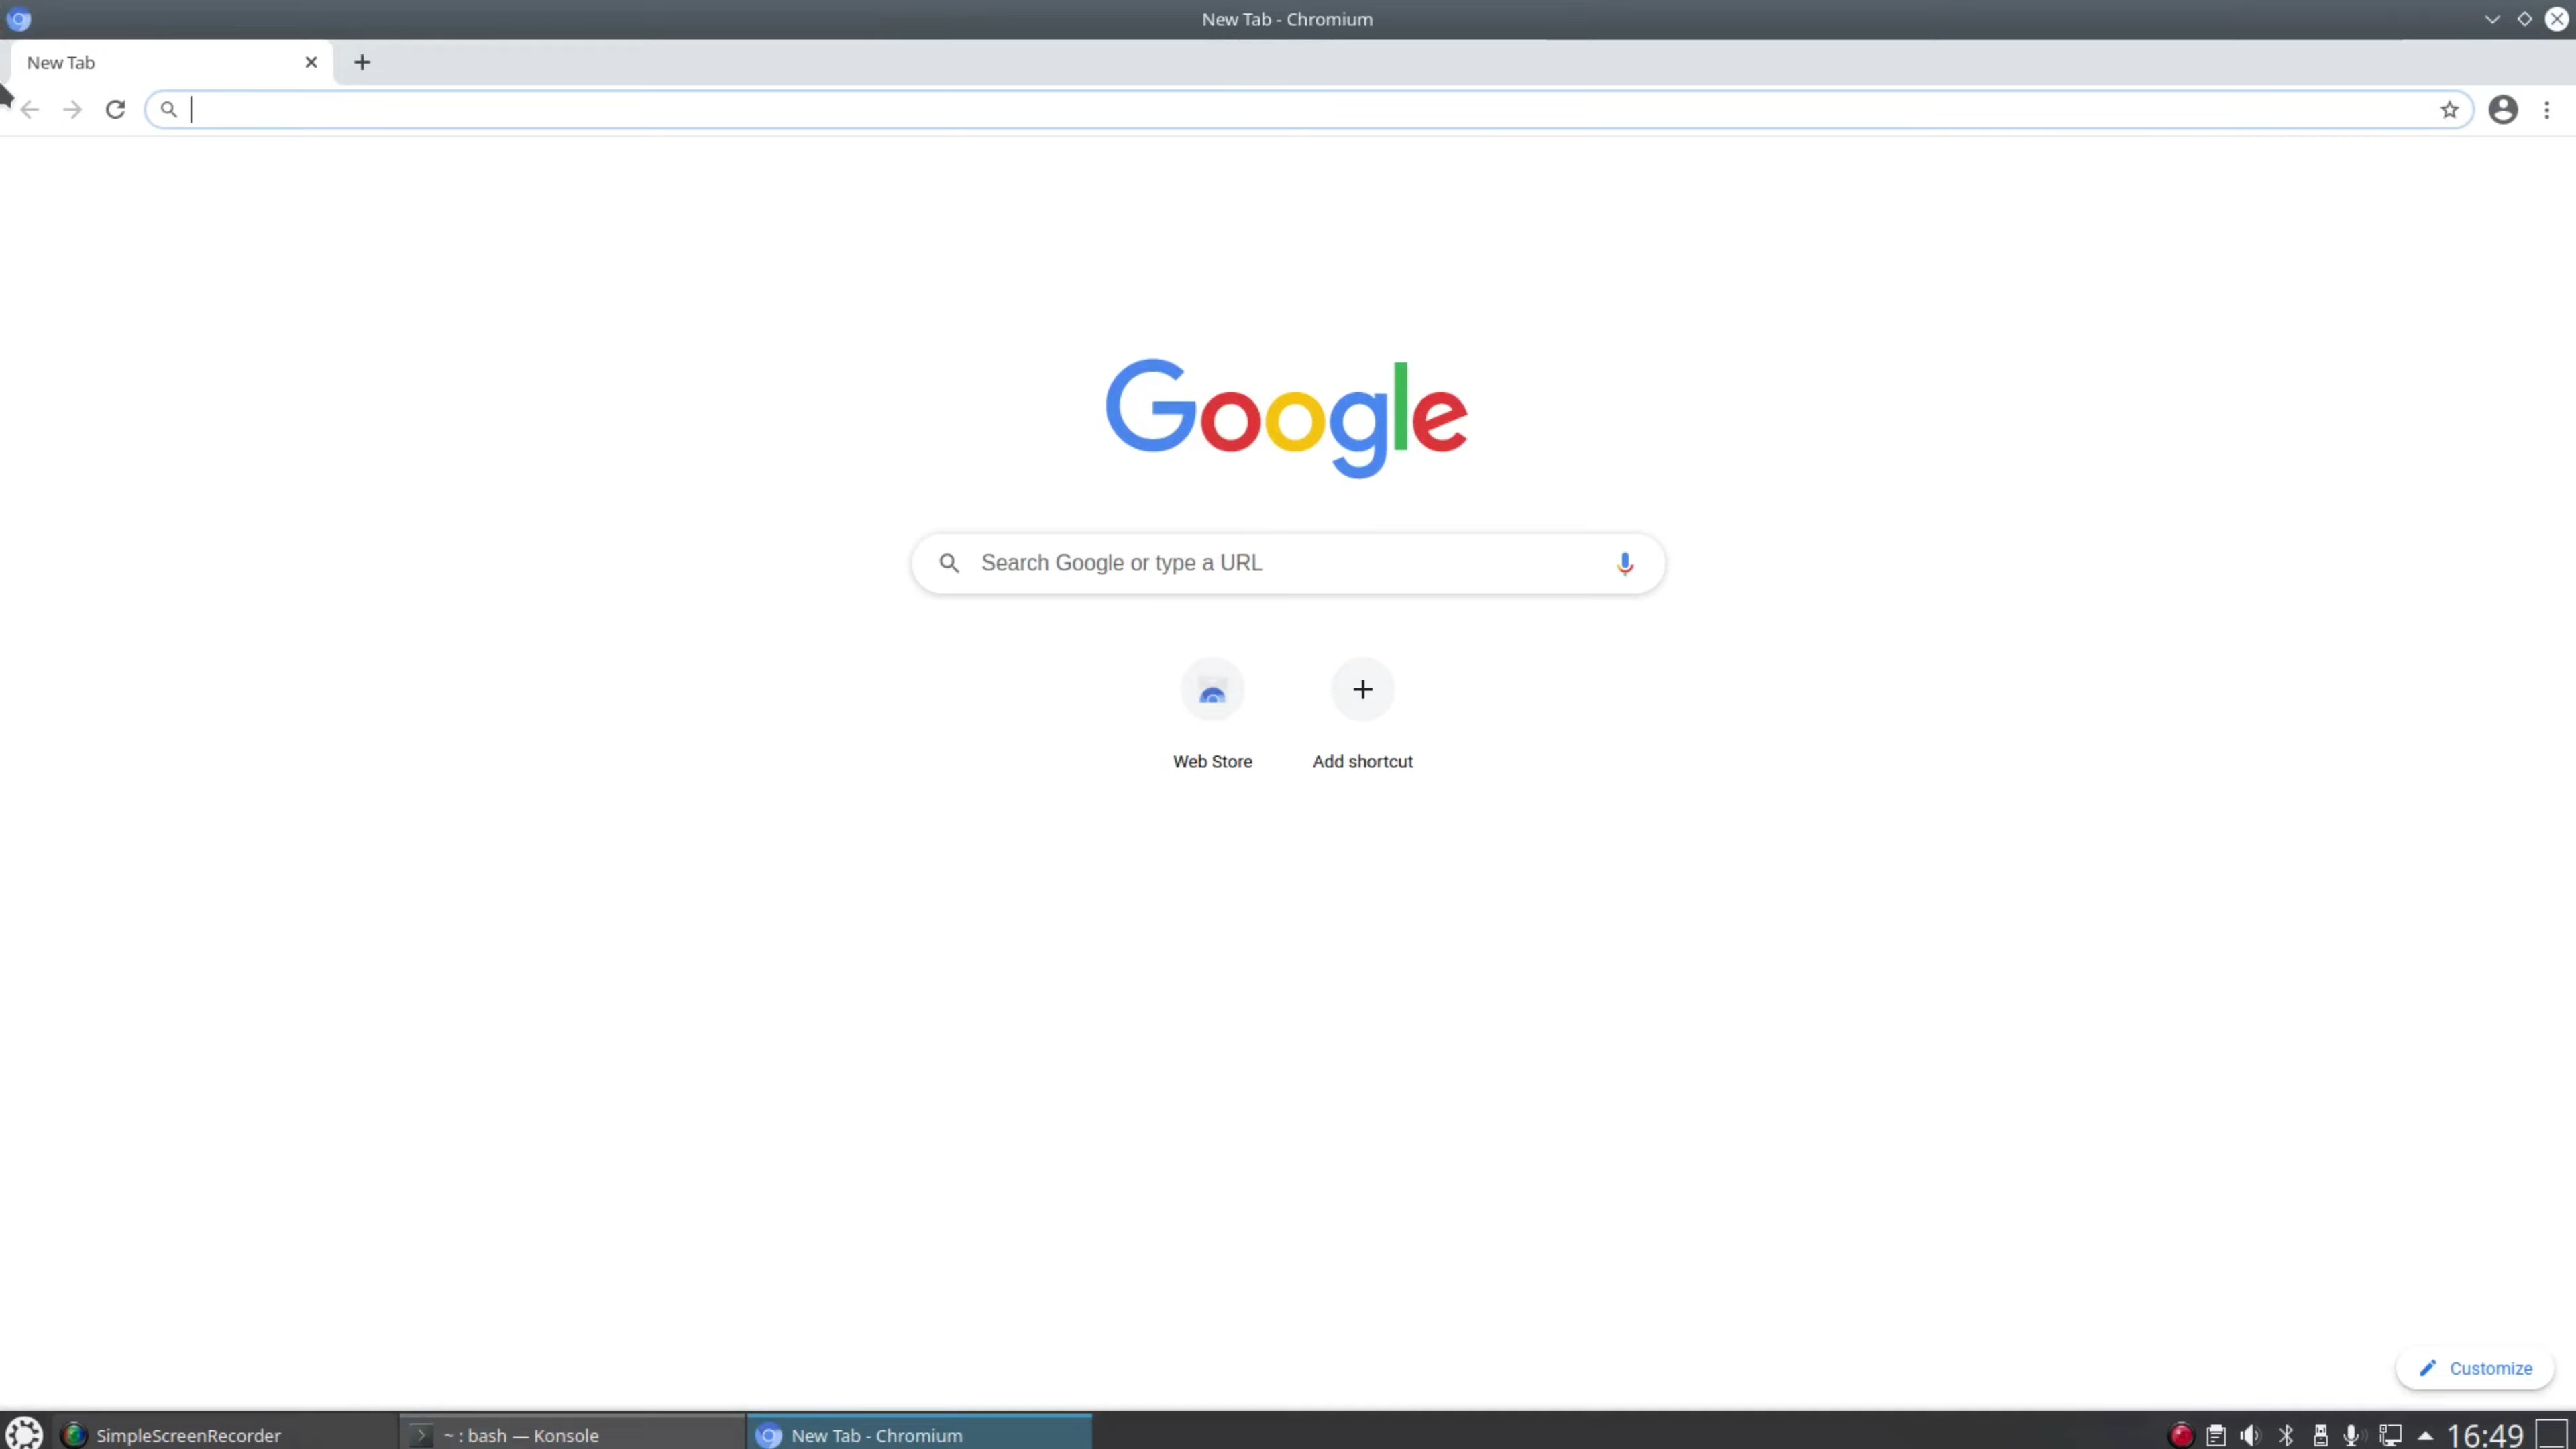 New Tab - Chromium
New Tab
Google
Search Google or type a URL
Web Store
Add shortcut
Customize
SimpleScreenRecorder
~ : bash — Konsole
New Tab - Chromium
16:49